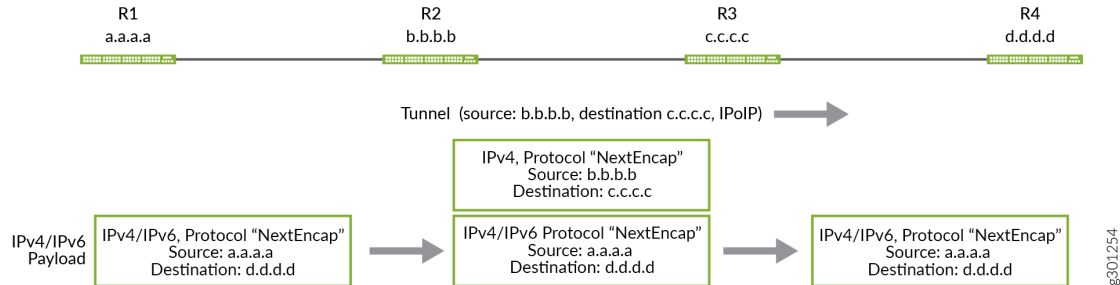 R1
a.a.a.a
R2
b.b.b.b
R3
c.c.c.c
R4
d.d.d.d
Tunnel (source: b.b.b.b, destination c.c.c.c, IPoIP)
IPv4, Protocol “NextEncap”
Source: b.b.b.b
Destination: c.c.c.c
IPv4/IPv6
Payload
IPv4/IPv6, Protocol “NextEncap”
Source: a.a.a.a
Destination: d.d.d.d
IPv4/IPv6 Protocol “NextEncap”
Source: a.a.a.a
Destination: d.d.d.d
IPv4/IPv6, Protocol “NextEncap”
Source: a.a.a.a
Destination: d.d.d.d
g301254